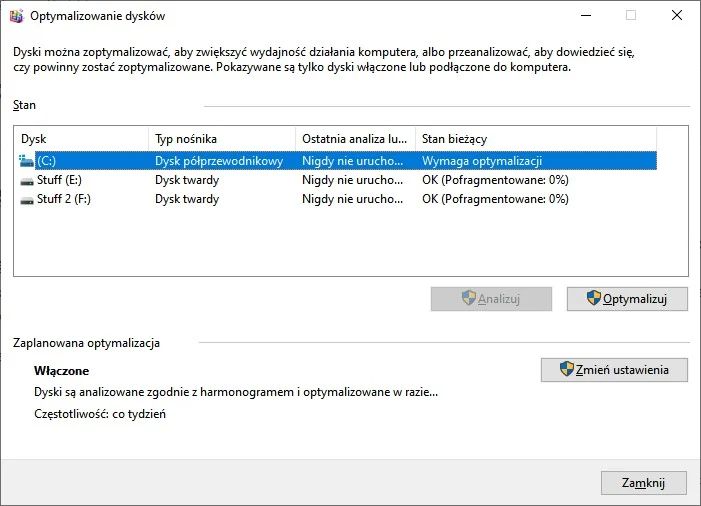 Optymalizowanie dysków
Dyski można zoptymalizować, aby zwiększyć wydajność działania komputera, albo przeanalizować, aby dowiedzieć się,
czy powinny zostać zoptymalizowane. Pokazywane są tylko dyski włączone lub podłączone do komputera.
Stan
Dysk Typ nośnika Ostatnia analiza lu... Stan bieżący
(C:) Dysk półprzewodnikowy Nigdy nie urucho... Wymaga optymalizacji
Stuff (E:) Dysk twardy Nigdy nie urucho... OK (Pofragmentowane: 0%)
Stuff 2 (F:) Dysk twardy Nigdy nie urucho... OK (Pofragmentowane: 0%)
Analizuj Optymalizuj
Zaplanowana optymalizacja
Włączone Zmień ustawienia
Dyski są analizowane zgodnie z harmonogramem i optymalizowane w razie...
Częstotliwość: co tydzień
Zamknij